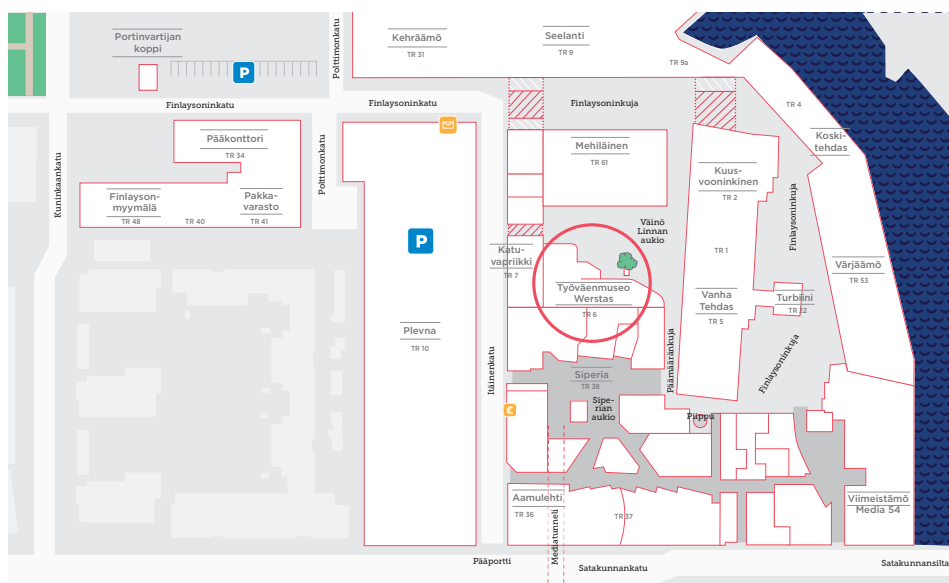 Portinvartijan
koppi
P
Polttimonkatu
Kehräämö
TR 31
Seelanti
TR 9
TR 9a
Finlaysoninkatu
Finlaysoninkatu
Finlaysoninkuja
TR 4
Koski-
tehdas
Pääkonttori
TR 34
Polttimonkatu
Mehiläinen
TR 61
Kuus-
vooninkinen
TR 2
Kuninkaankatu
Finlayson-
myymälä
TR 48
TR 40
Pakka-
varasto
TR 41
Väinö
Linnan
aukio
Finlaysoninkuja
P
Katu-
vapriikki
TR 7
TR 1
Värjäämö
TR 53
Työväenmuseo
Werstas
TR 6
Vanha
Tehdas
TR 5
Turbiini
TR 22
Plevna
TR 10
Itäinenkatu
Päämääränkuja
Finlaysoninkuja
Siperia
TR 38
Sipe-
rian
aukio
€
Piippu
Aamulehti
TR 36
Mediatunneli
TR 37
Viimeistämö
Media 54
Pääportti
Satakunnankatu
Satakunnansilta